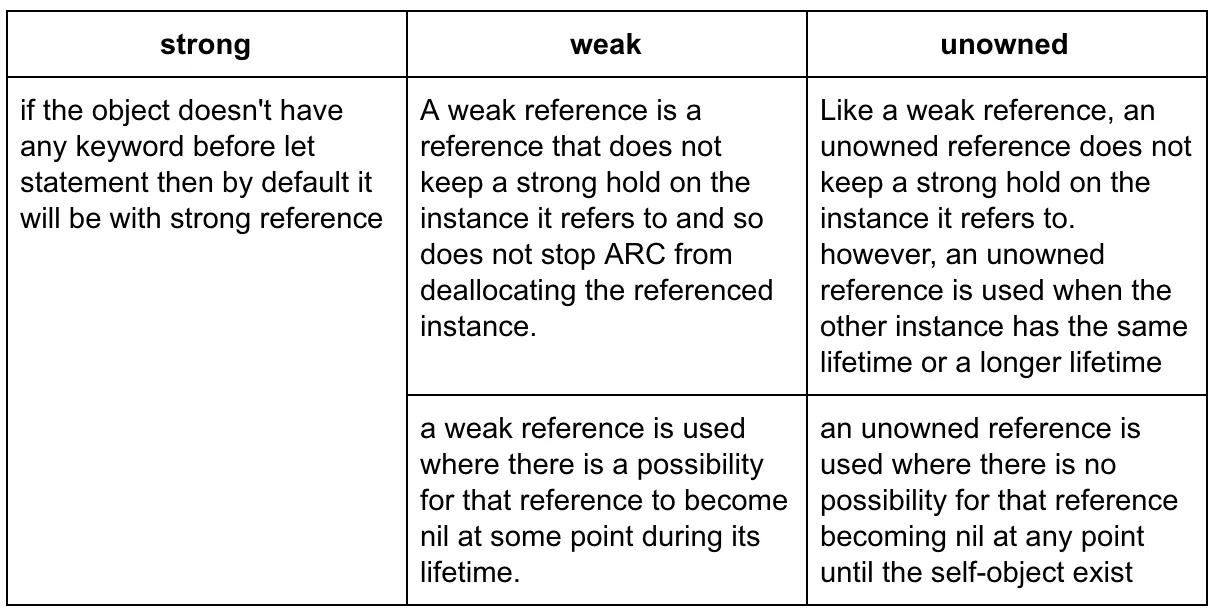 strong
weak
unowned
if the object doesn't have
any keyword before let
statement then by default it
will be with strong reference
A weak reference is a
reference that does not
keep a strong hold on the
instance it refers to and so
does not stop ARC from
deallocating the referenced
instance.
Like a weak reference, an
unowned reference does not
keep a strong hold on the
instance it refers to.
however, an unowned
reference is used when the
other instance has the same
lifetime or a longer lifetime
a weak reference is used
where there is a possibility
for that reference to become
nil at some point during its
lifetime.
an unowned reference is
used where there is no
possibility for that reference
becoming nil at any point
until the self-object exist